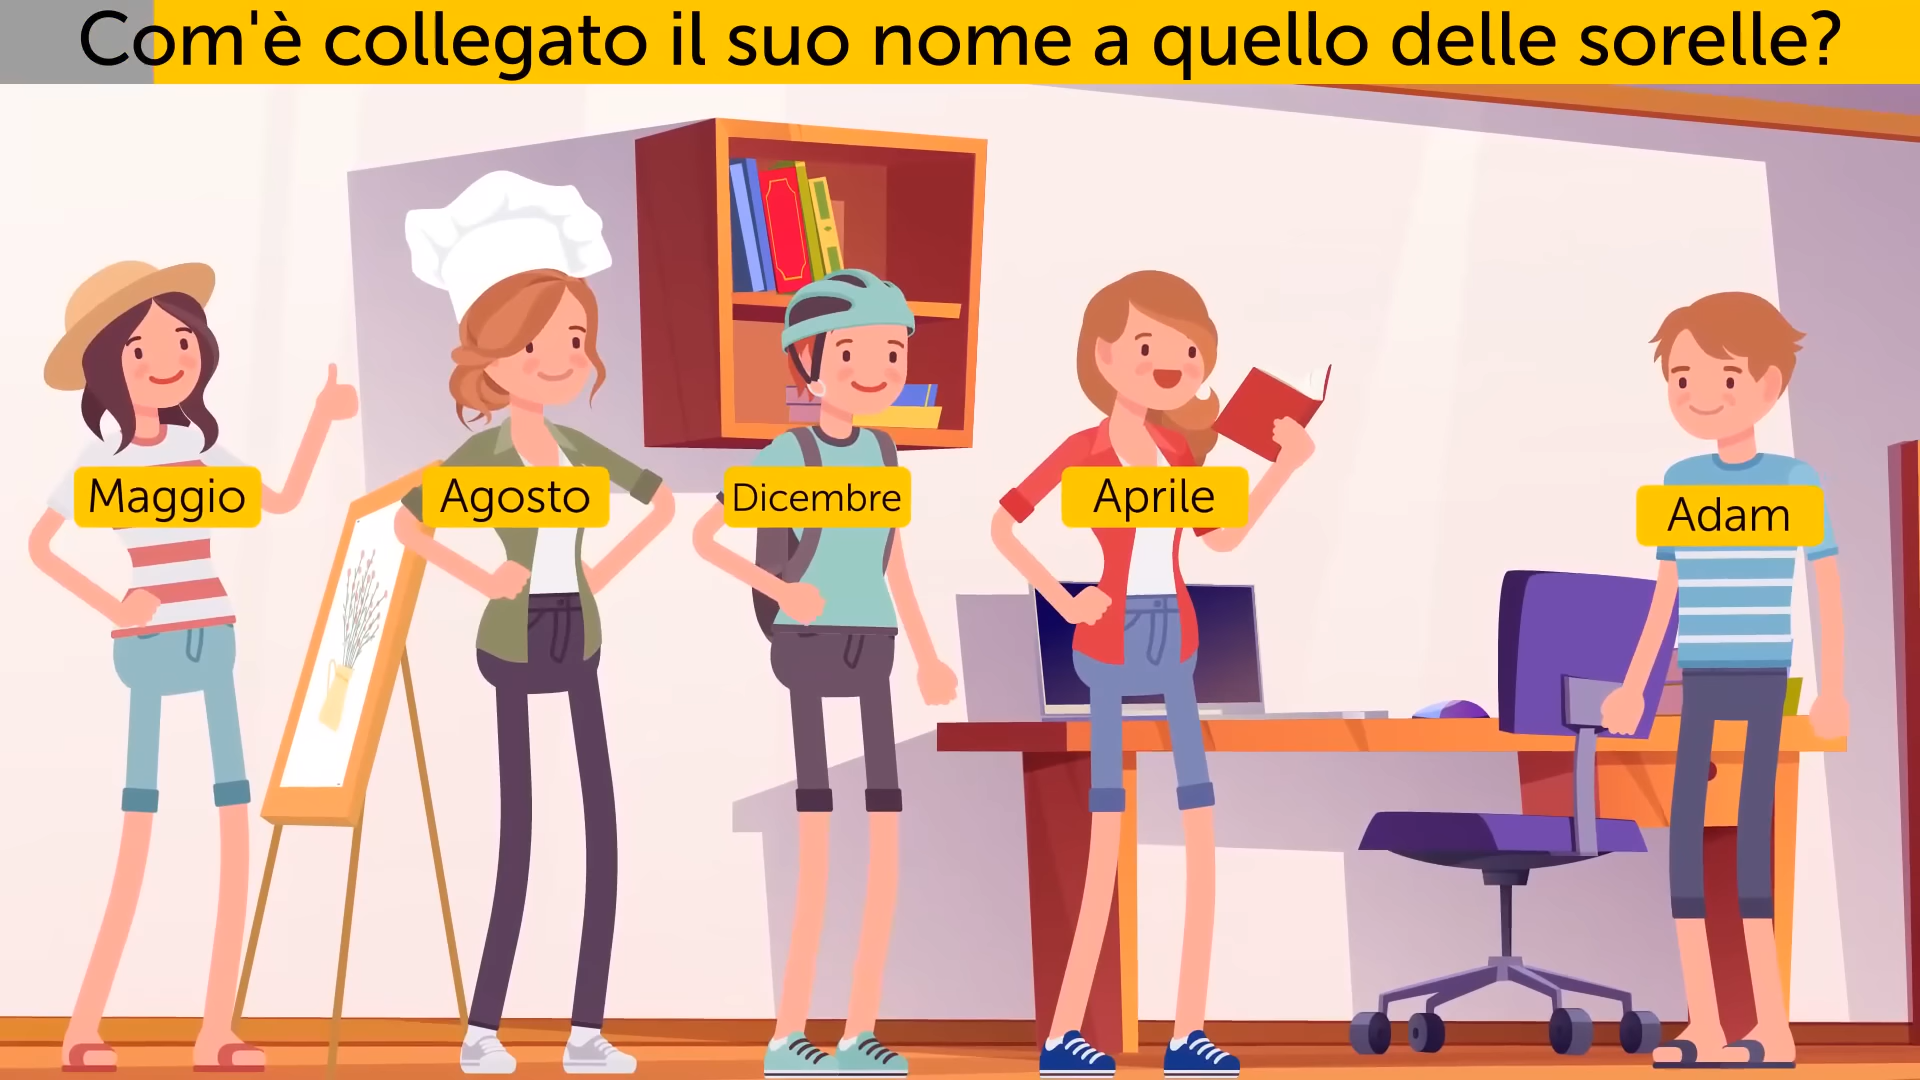 Com'è collegato il suo nome a quello delle sorelle?
Maggio
Agosto
Dicembre
Aprile
Adam